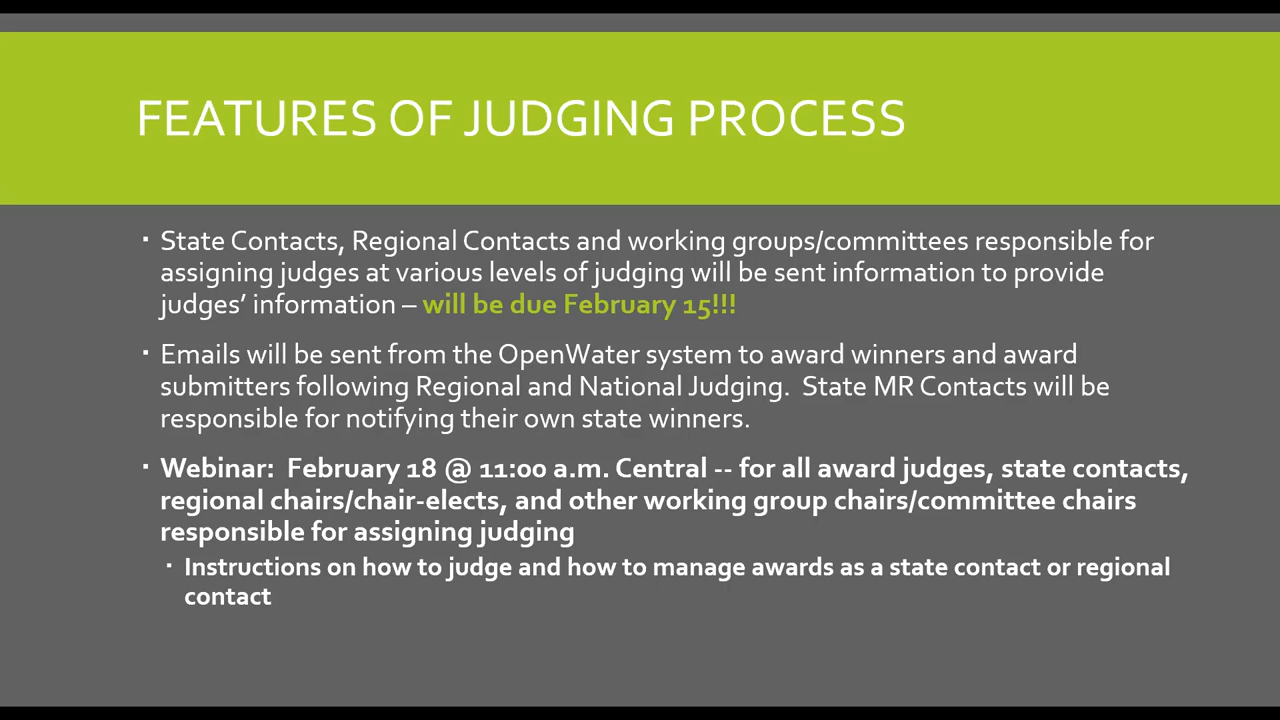 FEATURES OF JUDGING PROCESS
▪ State Contacts, Regional Contacts and working groups/committees responsible for
assigning judges at various levels of judging will be sent information to provide
judges’ information – will be due February 15!!!
▪ Emails will be sent from the OpenWater system to award winners and award
submitters following Regional and National Judging.  State MR Contacts will be
responsible for notifying their own state winners.
▪ Webinar:  February 18 @ 11:00 a.m. Central -- for all award judges, state contacts,
regional chairs/chair-elects, and other working group chairs/committee chairs
responsible for assigning judging
▪ Instructions on how to judge and how to manage awards as a state contact or regional
contact